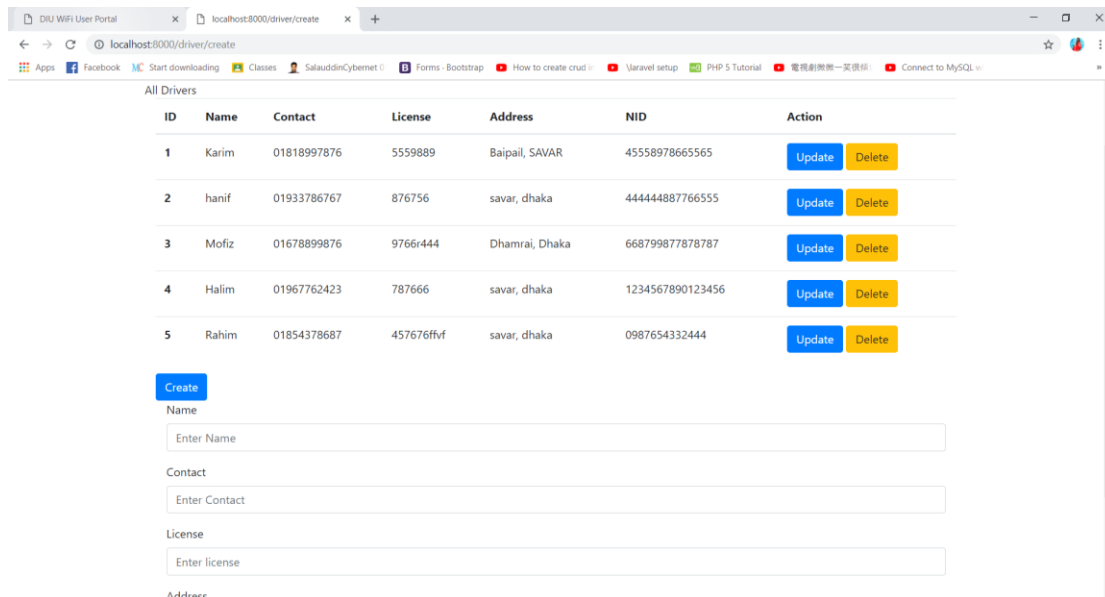 DIU WiFi User Portal localhost:8000/driver/create
localhost:8000/driver/create
Apps Facebook Start downloading Classes SalauddinCybernet Forms - Bootstrap How to create crud \laravel setup PHP 5 Tutorial Connect to MySQL
All Drivers
ID Name Contact License Address NID Action
1 Karim 01818997876 5559889 Baipail, SAVAR 45558978665565 Update Delete
2 hanif 01933786767 876756 savar, dhaka 444444887766555 Update Delete
3 Mofiz 01678899876 9766r444 Dhamrai, Dhaka 668799877878787 Update Delete
4 Halim 01967762423 787666 savar, dhaka 1234567890123456 Update Delete
5 Rahim 01854378687 457676ffvf savar, dhaka 0987654332444 Update Delete
Create
Name
Enter Name
Contact
Enter Contact
License
Enter license
Address